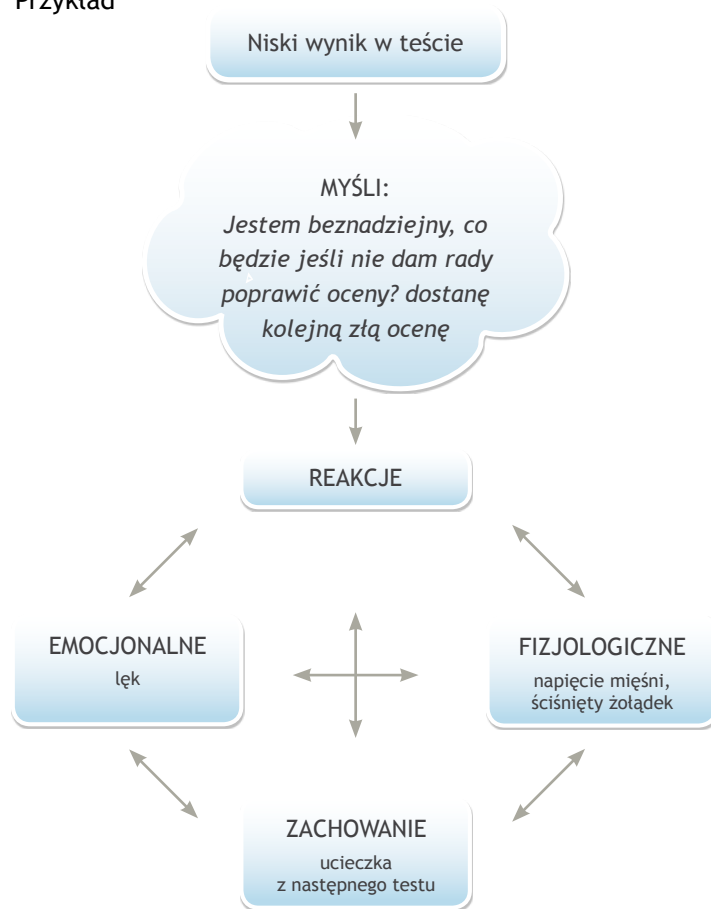 Przykład
Niski wynik w teście
MYŚLI:
Jestem beznadziejny, co
będzie jeśli nie dam rady
poprawić oceny? dostanę
kolejną złą ocenę
REAKCJE
EMOCJONALNE
lęk
FIZJOLOGICZNE
napięcie mięśni,
ściśnięty żołądek
ZACHOWANIE
ucieczka
z następnego testu